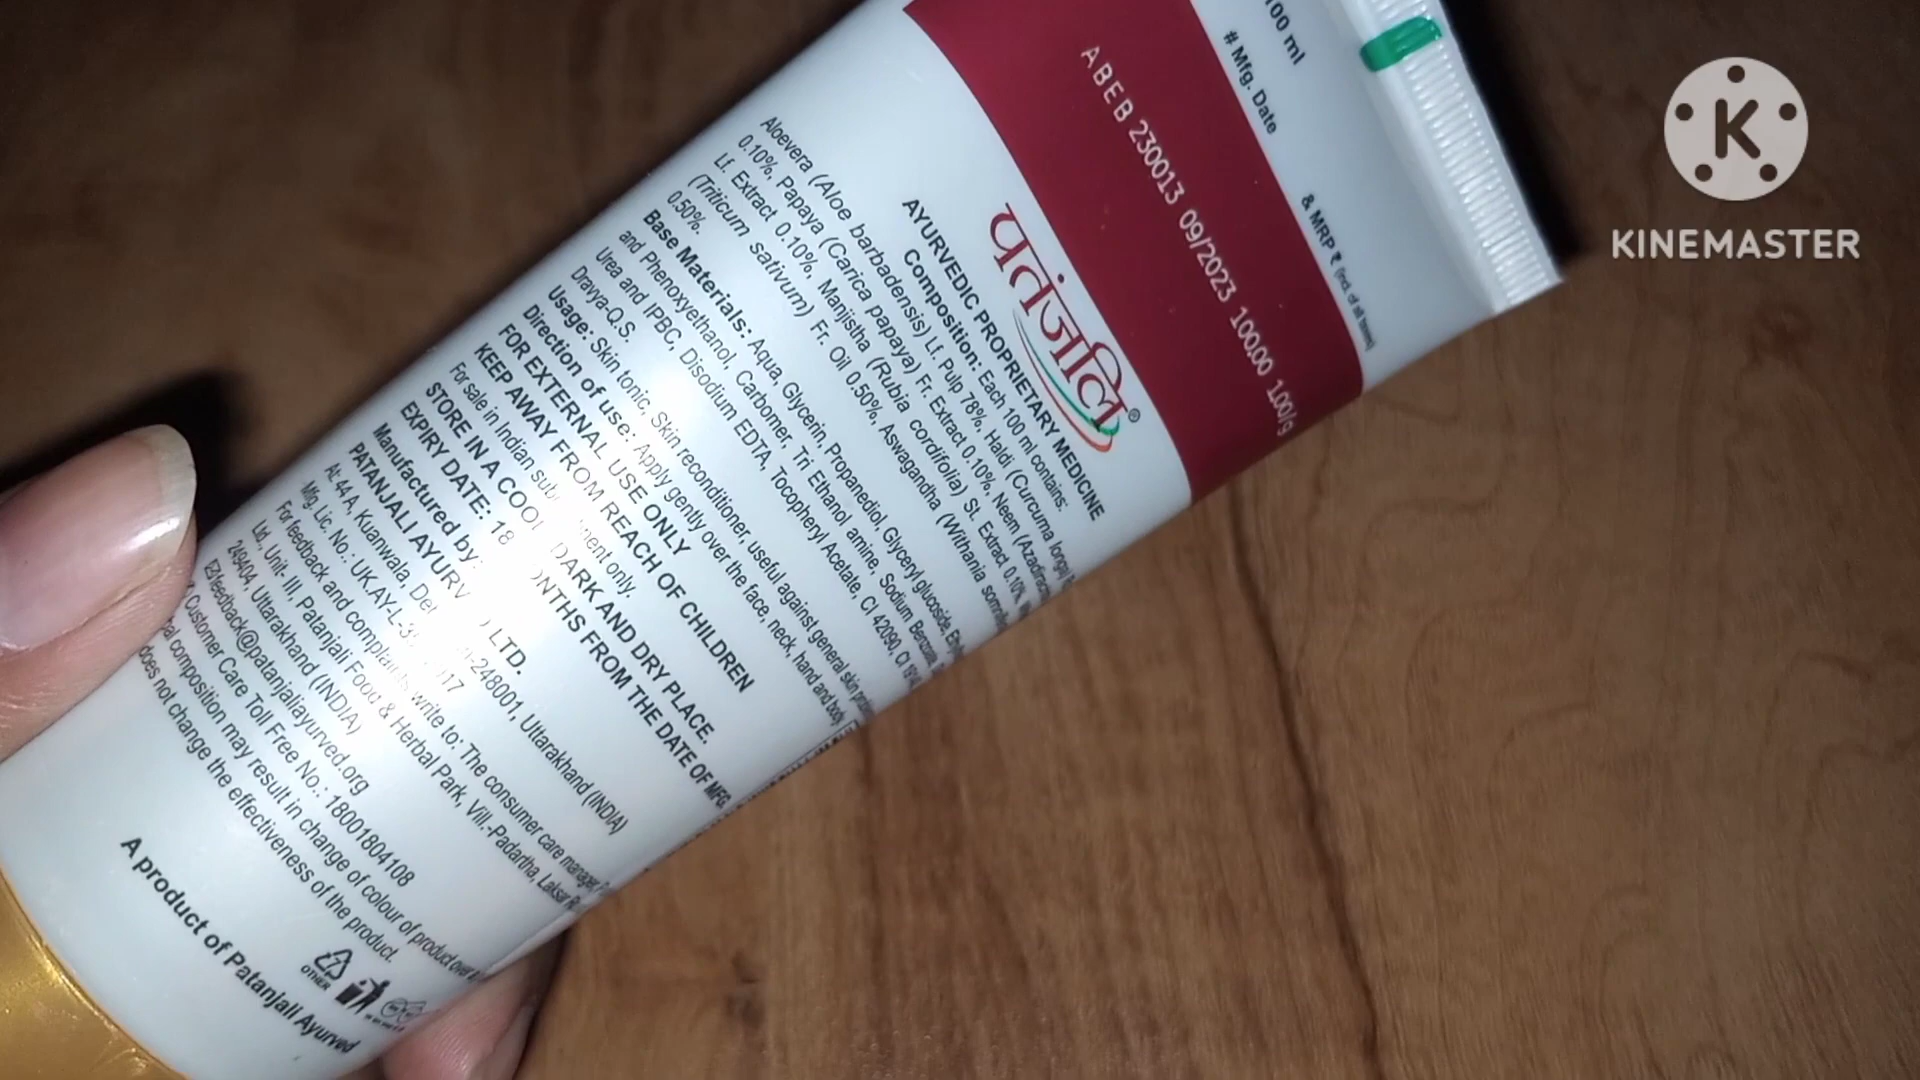 100 ml
# Mfg. Date
& MRP ₹ (incl. of all taxes)
ABEB 230013 09/2023 100.00 1.00/g
पतंजलि®
AYURVEDIC PROPRIETARY MEDICINE
Composition: Each 100 ml contains:
Aloevera (Aloe barbadensis) Lf. Pulp 78%, Haldi (Curcuma longa)
0.10%, Papaya (Carica papaya) Fr. Extract 0.10%, Neem
Lf. Extract 0.10%, Manjistha (Rubia cordifolia) St. Extract 0.10%,
(Triticum sativum) Fr. Oil 0.50%, Aswagandha (Withania
0.50%.
Base Materials: Aqua, Glycerin, Propanediol, Glyceryl glucoside,
and Phenoxyethanol, Carbomer, Tri Ethanol amine, Sodium
Urea and IPBC, Disodium EDTA, Tocopheryl Acetate, CI 42090, CI
Dravya-Q.S.
Usage: Skin tonic, Skin reconditioner, useful against general skin
Direction of use: Apply gently over the face, neck, hand and body
FOR EXTERNAL USE ONLY
KEEP AWAY FROM REACH OF CHILDREN
For sale in Indian only.
STORE IN A COOL DARK AND DRY PLACE.
EXPIRY DATE: 18 FROM THE DATE OF MFG.
Manufactured by:
PATANJALI LTD.
At: 44 A, Kuanwala, -248001, Uttarakhand (INDIA)
Mfg. Lic. No.: UK.AY-
For feedback and complaints write to: The consumer care manager,
Ltd., Unit- III, Patanjali Food & Herbal Park, Vill.-Padartha, Laksar
249404, Uttarakhand (INDIA)
feedback@patanjaliayurved.org
Customer Care Toll Free No.: 18001804108
composition may result in change of colour of product over
does not change the effectiveness of the product.
OTHER
A product of Patanjali Ayurved
K
KINEMASTER